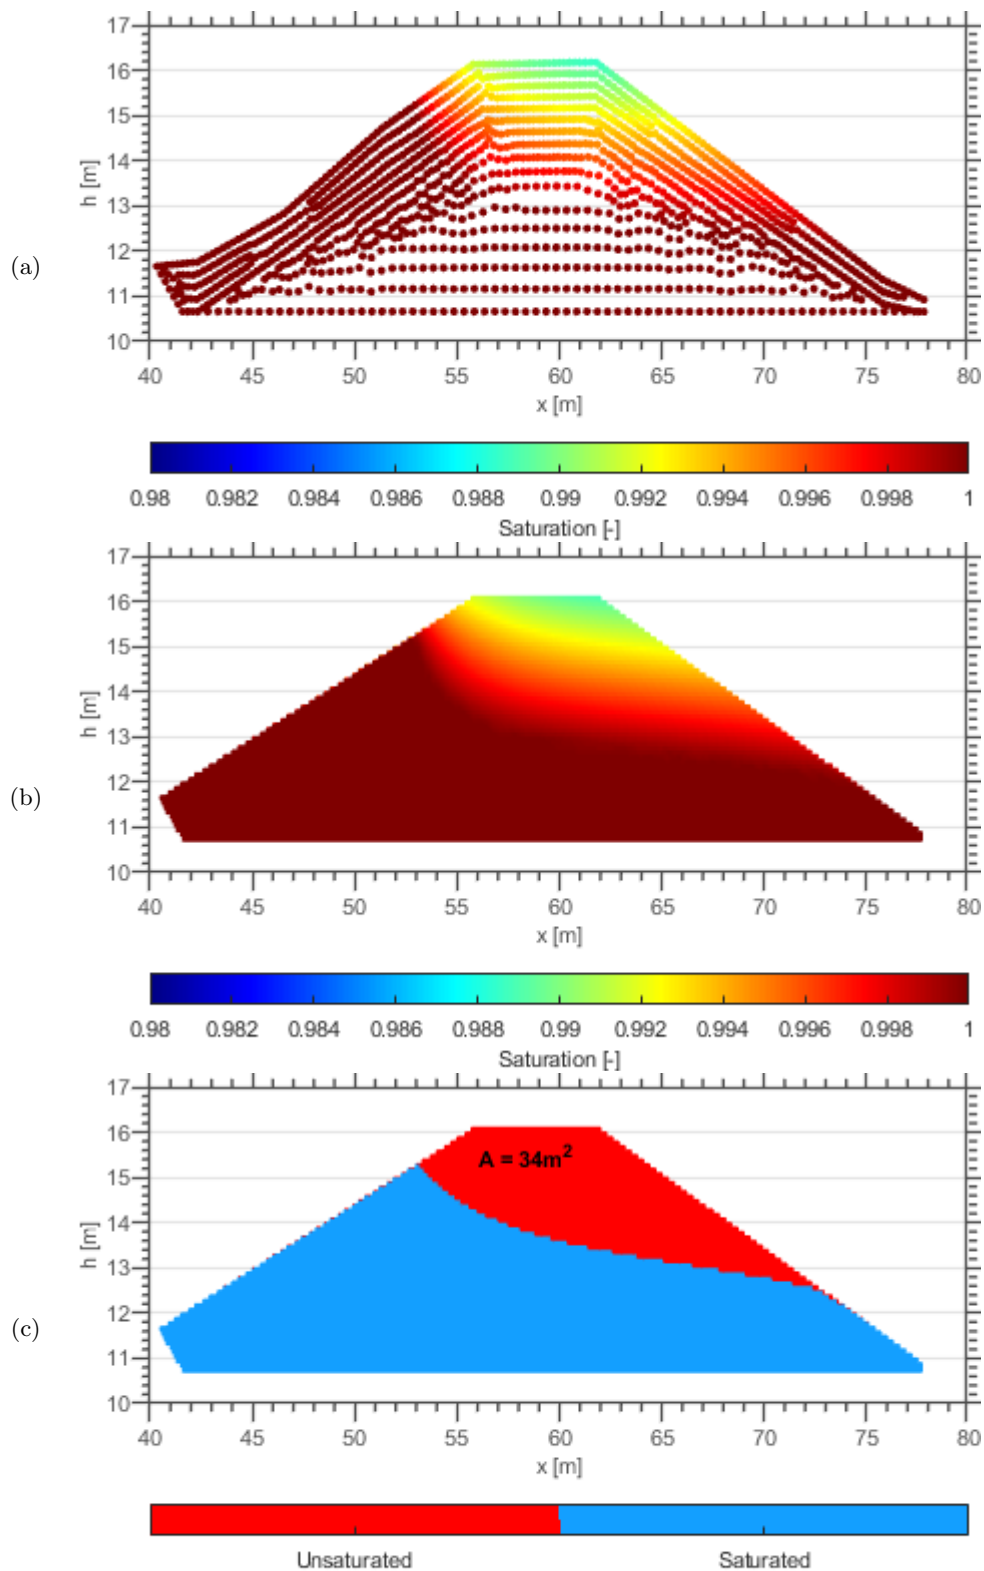 17
16
15
14
13
12
11
10
h [m]
(a)
40 45 50 55 60 65 70 75 80
x [m]
0.98 0.982 0.984 0.986 0.988 0.99 0.992 0.994 0.996 0.998 1
Saturation [-]
17
16
15
14
13
12
11
10
h [m]
(b)
40 45 50 55 60 65 70 75 80
x [m]
0.98 0.982 0.984 0.986 0.988 0.99 0.992 0.994 0.996 0.998 1
Saturation [-]
17
16
15
14
13
12
11
10
h [m]
(c)
A = 34m²
40 45 50 55 60 65 70 75 80
x [m]
Unsaturated Saturated